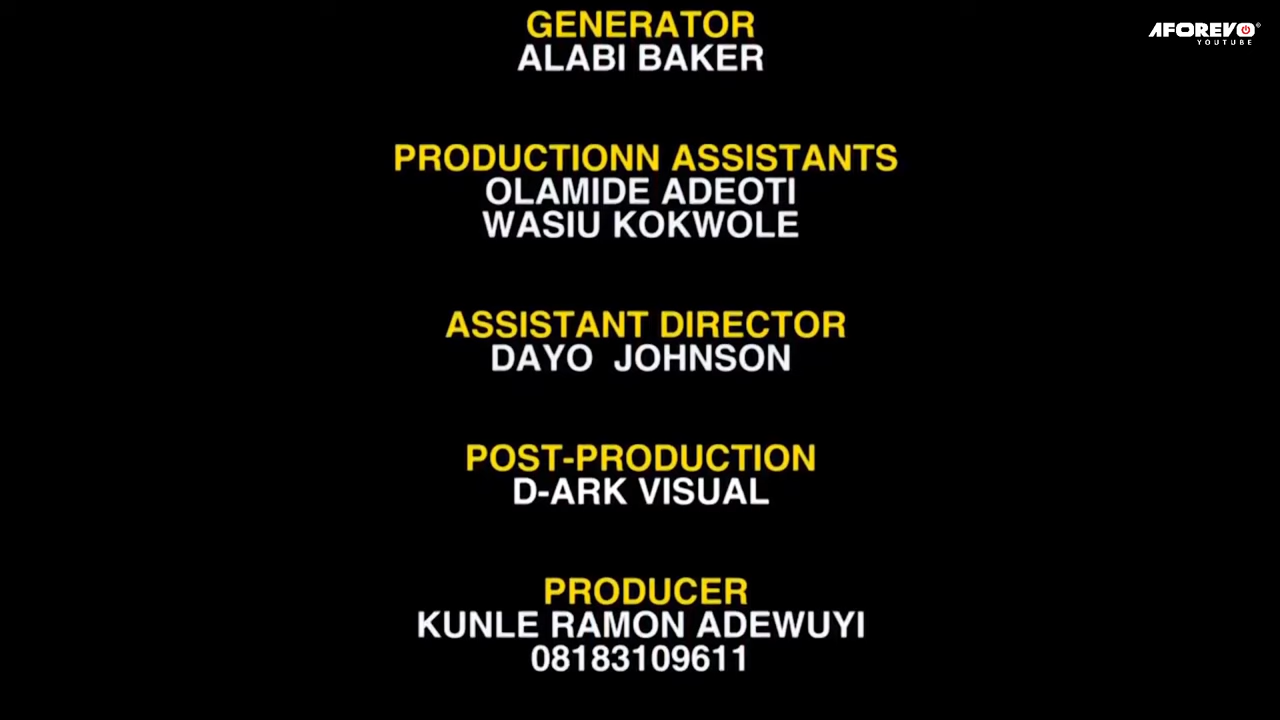 GENERATOR
ALABI BAKER
AFOREVO
YOUTUBE
PRODUCTIONN ASSISTANTS
OLAMIDE ADEOTI
WASIU KOKWOLE
ASSISTANT DIRECTOR
DAYO  JOHNSON
POST-PRODUCTION
D-ARK VISUAL
PRODUCER
KUNLE RAMON ADEWUYI
08183109611